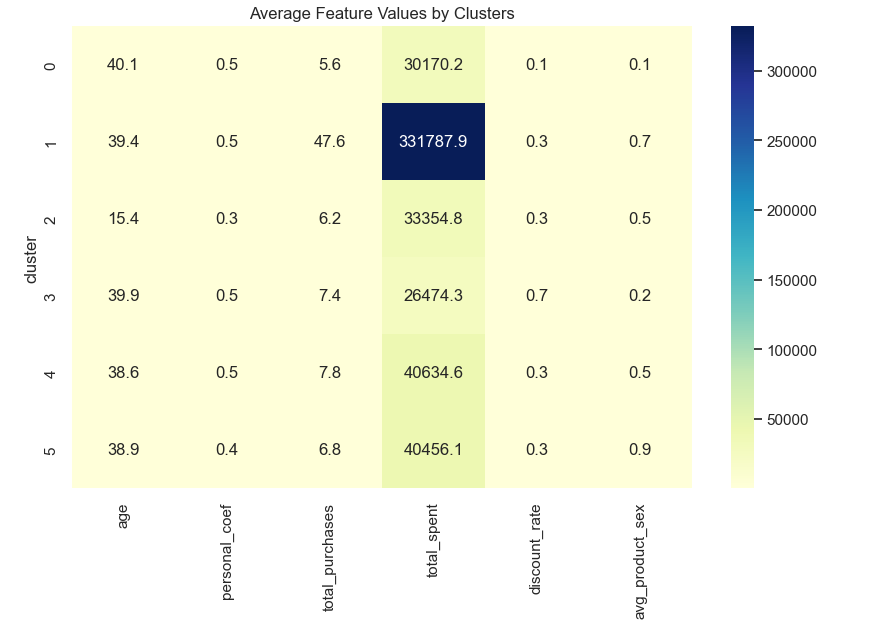 Average Feature Values by Clusters
cluster
0 40.1 0.5 5.6 30170.2 0.1 0.1
1 39.4 0.5 47.6 331787.9 0.3 0.7
2 15.4 0.3 6.2 33354.8 0.3 0.5
3 39.9 0.5 7.4 26474.3 0.7 0.2
4 38.6 0.5 7.8 40634.6 0.3 0.5
5 38.9 0.4 6.8 40456.1 0.3 0.9
age personal_coef total_purchases total_spent discount_rate avg_product_sex
300000
250000
200000
150000
100000
50000